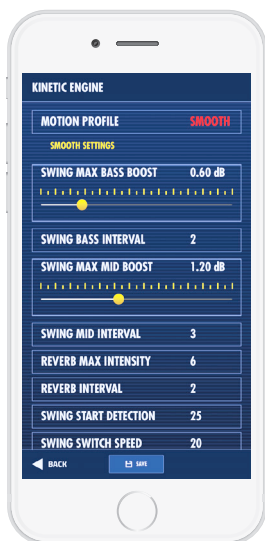 KINETIC ENGINE
MOTION PROFILE SMOOTH
SMOOTH SETTINGS
SWING MAX BASS BOOST 0.60 dB
SWING BASS INTERVAL 2
SWING MAX MID BOOST 1.20 dB
SWING MID INTERVAL 3
REVERB MAX INTENSITY 6
REVERB INTERVAL 2
SWING START DETECTION 25
SWING SWITCH SPEED 20
BACK SAVE